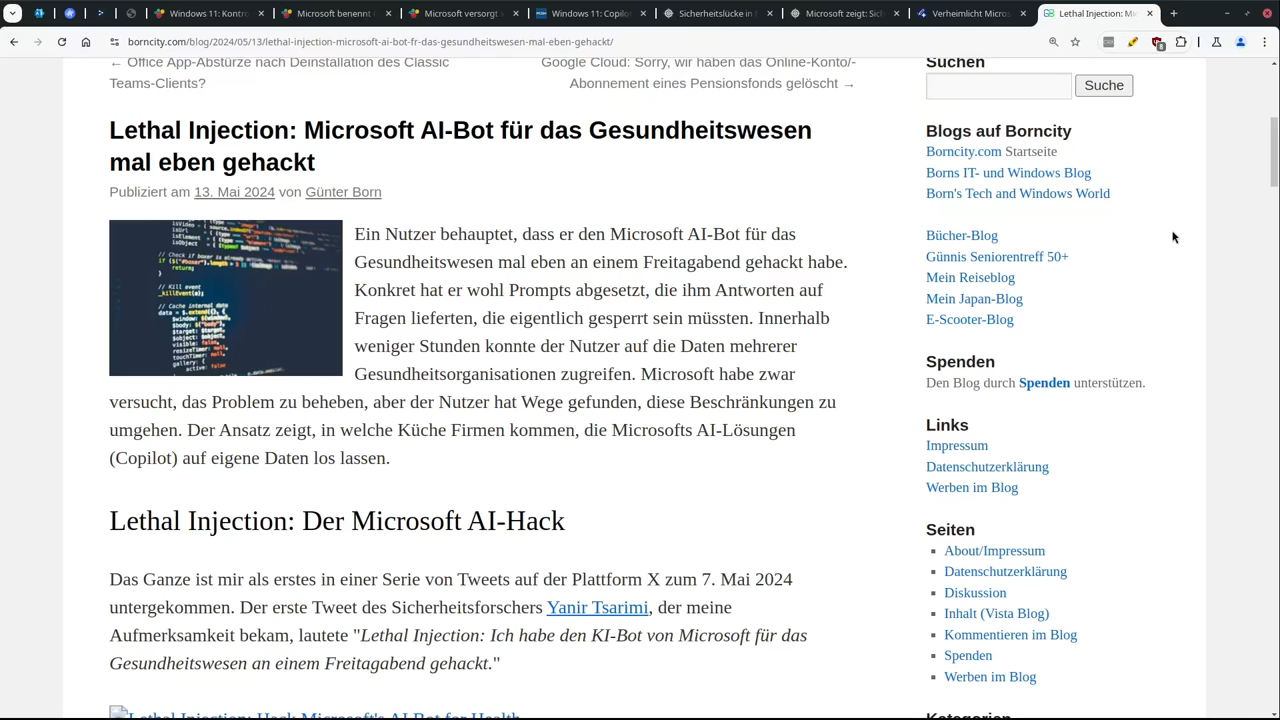 Windows 11: Kontro
Microsoft benennt
Microsoft versorgt
Windows 11: Copilot
Sicherheitslücke in
Microsoft zeigt: Sich
Verheimlicht Micros
Lethal Injection: Mi
borncity.com/blog/2024/05/13/lethal-injection-microsoft-ai-bot-fr-das-gesundheitswesen-mal-eben-gehackt/
← Office App-Abstürze nach Deinstallation des Classic
Teams-Clients?
Google Cloud: Sorry, wir haben das Online-Konto/-
Abonnement eines Pensionsfonds gelöscht →
Lethal Injection: Microsoft AI-Bot für das Gesundheitswesen
mal eben gehackt
Publiziert am 13. Mai 2024 von Günter Born
Ein Nutzer behauptet, dass er den Microsoft AI-Bot für das
Gesundheitswesen mal eben an einem Freitagabend gehackt habe.
Konkret hat er wohl Prompts abgesetzt, die ihm Antworten auf
Fragen lieferten, die eigentlich gesperrt sein müssten. Innerhalb
weniger Stunden konnte der Nutzer auf die Daten mehrerer
Gesundheitsorganisationen zugreifen. Microsoft habe zwar
versucht, das Problem zu beheben, aber der Nutzer hat Wege gefunden, diese Beschränkungen zu
umgehen. Der Ansatz zeigt, in welche Küche Firmen kommen, die Microsofts AI-Lösungen
(Copilot) auf eigene Daten los lassen.
Lethal Injection: Der Microsoft AI-Hack
Das Ganze ist mir als erstes in einer Serie von Tweets auf der Plattform X zum 7. Mai 2024
untergekommen. Der erste Tweet des Sicherheitsforschers Yanir Tsarimi, der meine
Aufmerksamkeit bekam, lautete "Lethal Injection: Ich habe den KI-Bot von Microsoft für das
Gesundheitswesen an einem Freitagabend gehackt."
Lethal Injection: Hack Microsoft's AI Bot for Health
Suchen
Suche
Blogs auf Borncity
Borncity.com Startseite
Borns IT- und Windows Blog
Born's Tech and Windows World
Bücher-Blog
Günnis Seniorentreff 50+
Mein Reiseblog
Mein Japan-Blog
E-Scooter-Blog
Spenden
Den Blog durch Spenden unterstützen.
Links
Impressum
Datenschutzerklärung
Werben im Blog
Seiten
About/Impressum
Datenschutzerklärung
Diskussion
Inhalt (Vista Blog)
Kommentieren im Blog
Spenden
Werben im Blog
Kategorien